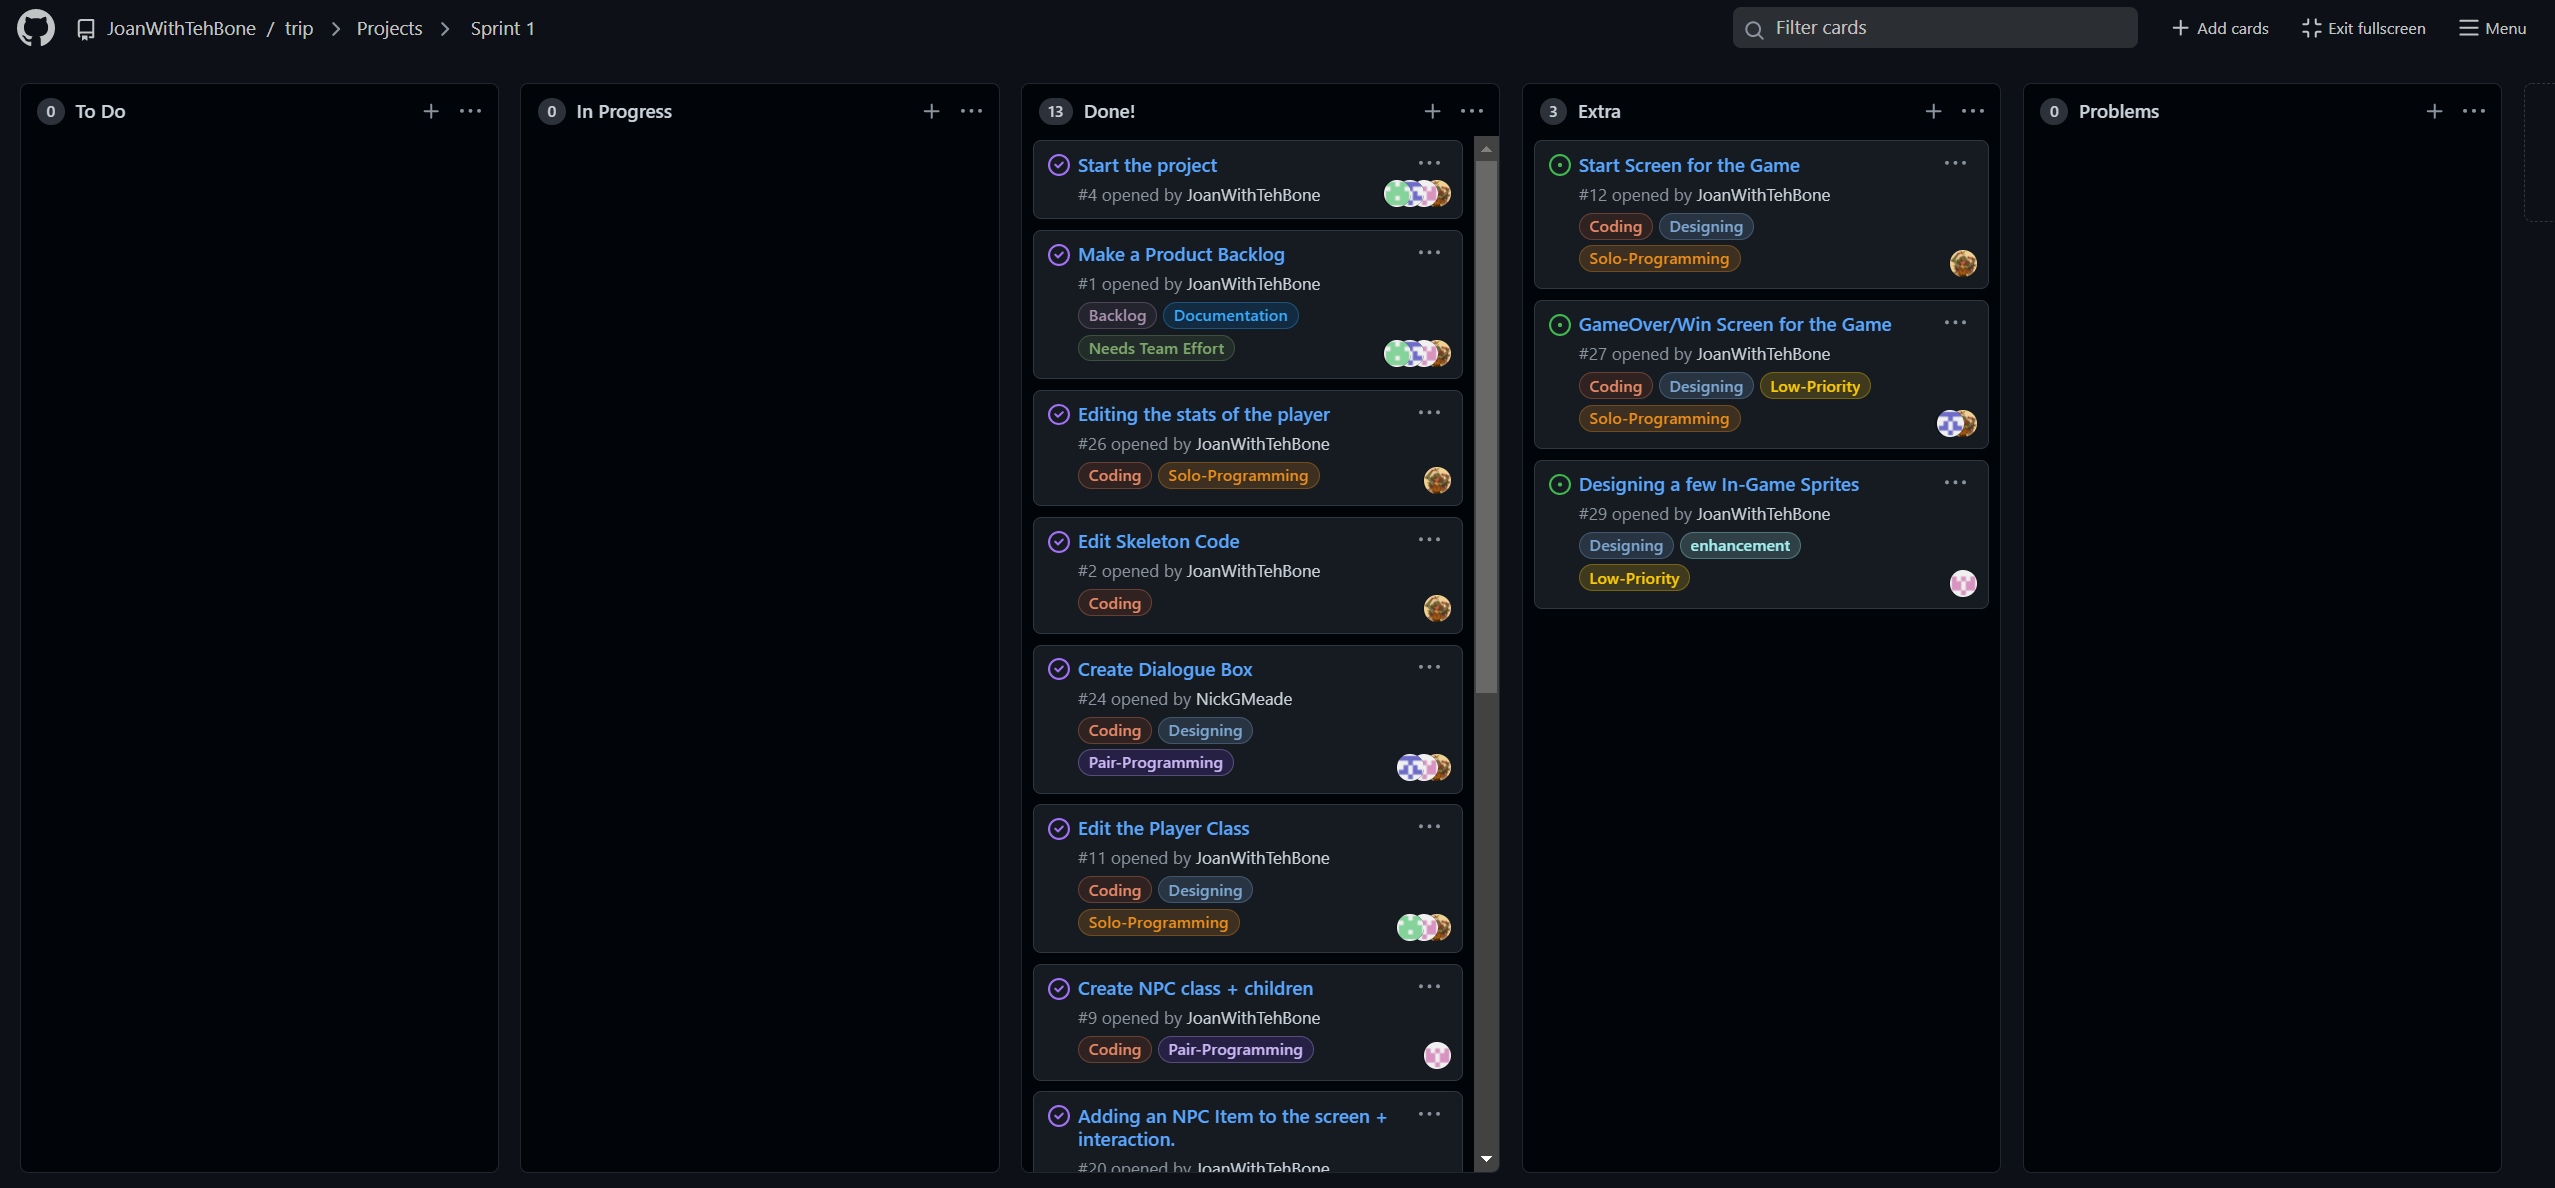 JoanWithTehBone / trip > Projects > Sprint 1
Filter cards
Add cards
Exit fullscreen
Menu
0 To Do
0 In Progress
13 Done!
Start the project
#4 opened by JoanWithTehBone
Make a Product Backlog
#1 opened by JoanWithTehBone
Backlog Documentation
Needs Team Effort
Editing the stats of the player
#26 opened by JoanWithTehBone
Coding Solo-Programming
Edit Skeleton Code
#2 opened by JoanWithTehBone
Coding
Create Dialogue Box
#24 opened by NickGMeade
Coding Designing
Pair-Programming
Edit the Player Class
#11 opened by JoanWithTehBone
Coding Designing
Solo-Programming
Create NPC class + children
#9 opened by JoanWithTehBone
Coding Pair-Programming
Adding an NPC Item to the screen +
interaction.
#20 opened by JoanWithTehBone
3 Extra
Start Screen for the Game
#12 opened by JoanWithTehBone
Coding Designing
Solo-Programming
GameOver/Win Screen for the Game
#27 opened by JoanWithTehBone
Coding Designing Low-Priority
Solo-Programming
Designing a few In-Game Sprites
#29 opened by JoanWithTehBone
Designing enhancement
Low-Priority
0 Problems